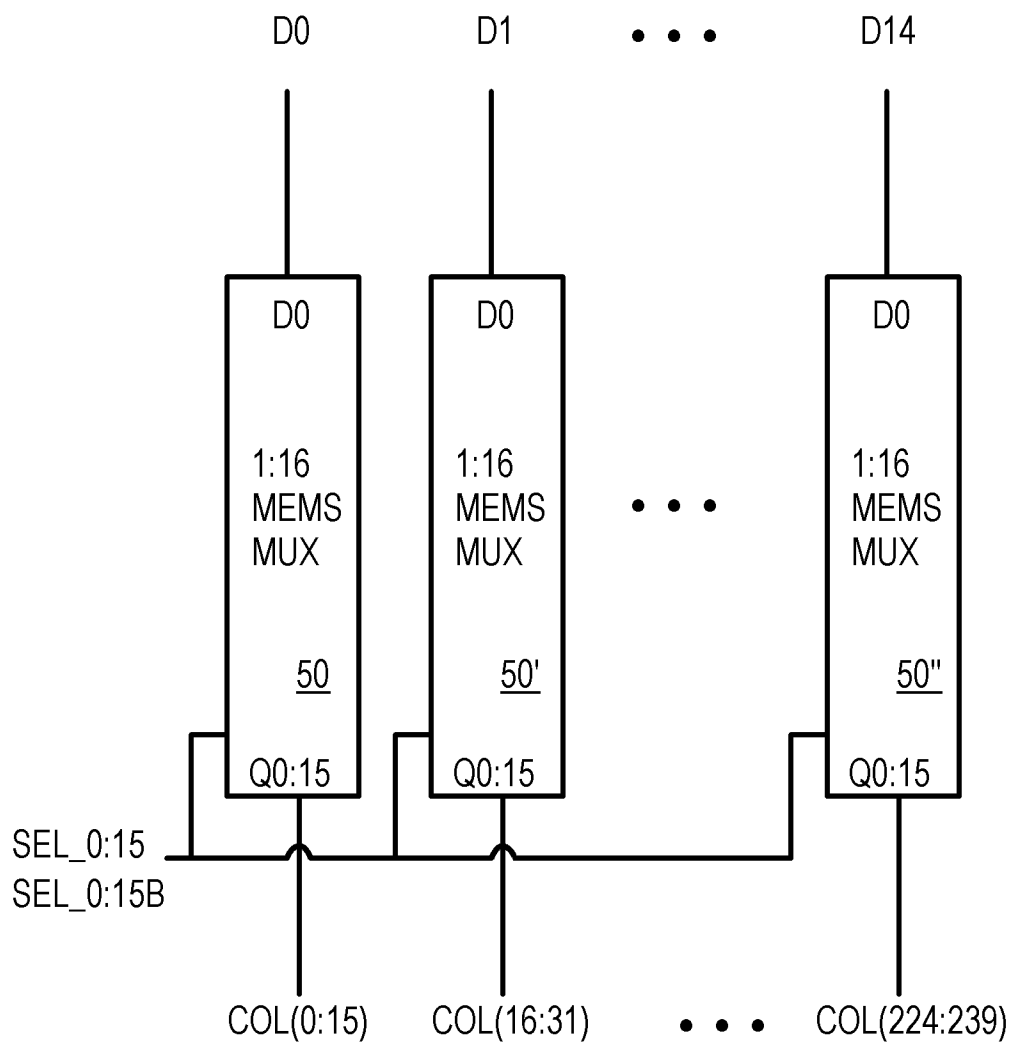 D0 D1 • • • D14
D0 D0 D0
1:16 1:16 1:16
MEMS MEMS • • • MEMS
MUX MUX MUX
50 50' 50"
Q0:15 Q0:15 Q0:15
SEL_0:15
SEL_0:15B
COL(0:15) COL(16:31) • • • COL(224:239)